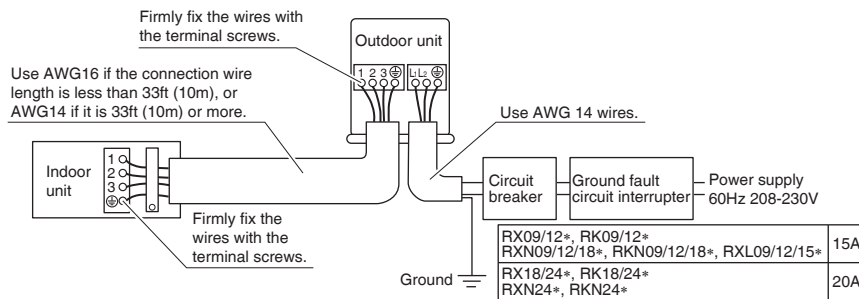 Firmly fix the wires with
the terminal screws.
Outdoor unit
1 2 3
L1 L2
Use AWG16 if the connection wire
length is less than 33ft (10m), or
AWG14 if it is 33ft (10m) or more.
Use AWG 14 wires.
Indoor
unit
1
2
3
Circuit
breaker
Ground fault
circuit interrupter
Power supply
60Hz 208-230V
Firmly fix the
wires with the
terminal screws.
Ground
RX09/12*, RK09/12*
RXN09/12/18*, RKN09/12/18*, RXL09/12/15*
15A
RX18/24*, RK18/24*
RXN24*, RKN24*
20A